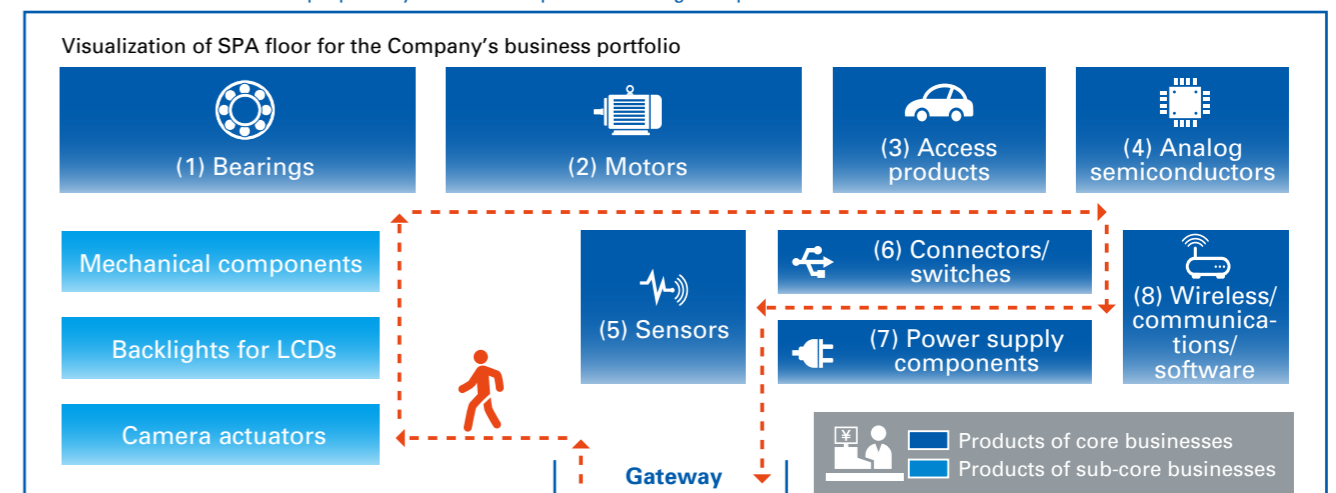 Visualization of SPA floor for the Company's business portfolio
(1) Bearings
(2) Motors
(3) Access
products
(4) Analog
semiconductors
Mechanical components
Backlights for LCDs
Camera actuators
(5) Sensors
(6) Connectors/
switches
(7) Power supply
components
(8) Wireless/
communica-
tions/
software
Gateway
¥
Products of core businesses
Products of sub-core businesses